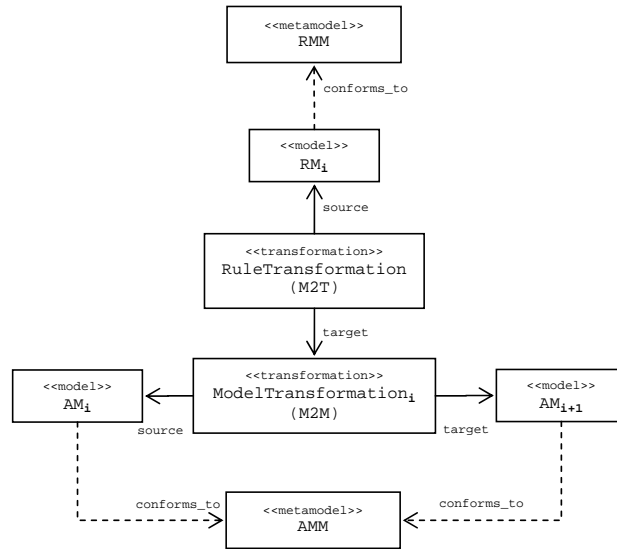 <<metamodel>>
RMM
conforms_to
<<model>>
RMi
source
<<transformation>>
RuleTransformation
(M2T)
target
<<model>>
AMi
source
<<transformation>>
ModelTransformationi
(M2M)
target
<<model>>
AMi+1
conforms_to
<<metamodel>>
AMM
conforms_to